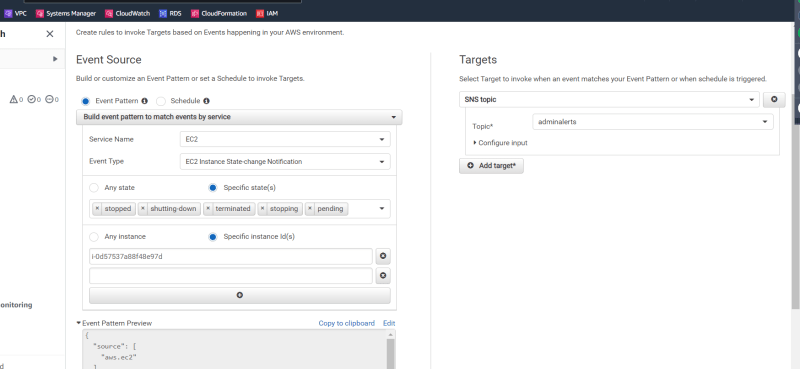 VPC Systems Manager CloudWatch RDS CloudFormation IAM
h
Create rules to invoke Targets based on Events happening in your AWS environment.
Event Source
Build or customize an Event Pattern or set a Schedule to invoke Targets.
0 0 0
Event Pattern Schedule
Build event pattern to match events by service
Service Name EC2
Event Type EC2 Instance State-change Notification
Any state Specific state(s)
× stopped × shutting-down × terminated × stopping × pending
Any instance Specific instance Id(s)
i-0d57537a88f48e97d
onitoring
Event Pattern Preview Copy to clipboard Edit
{
"source": [
"aws.ec2"
]
d
Targets
Select Target to invoke when an event matches your Event Pattern or when schedule is triggered.
SNS topic
Topic* adminalerts
Configure input
Add target*